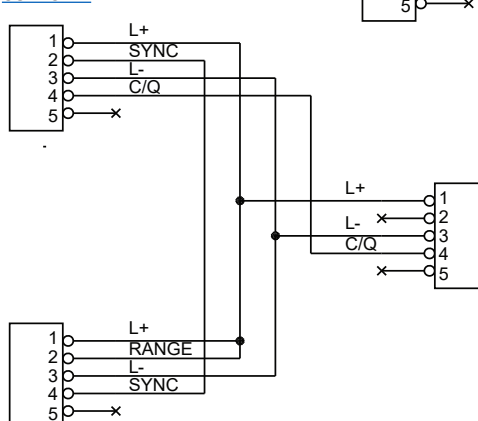 5
1 L+
2 SYNC
3 L-
4 C/Q
5
L+ 1
2
L- 3
C/Q 4
5
1 L+
2 RANGE
3 L-
4 SYNC
5